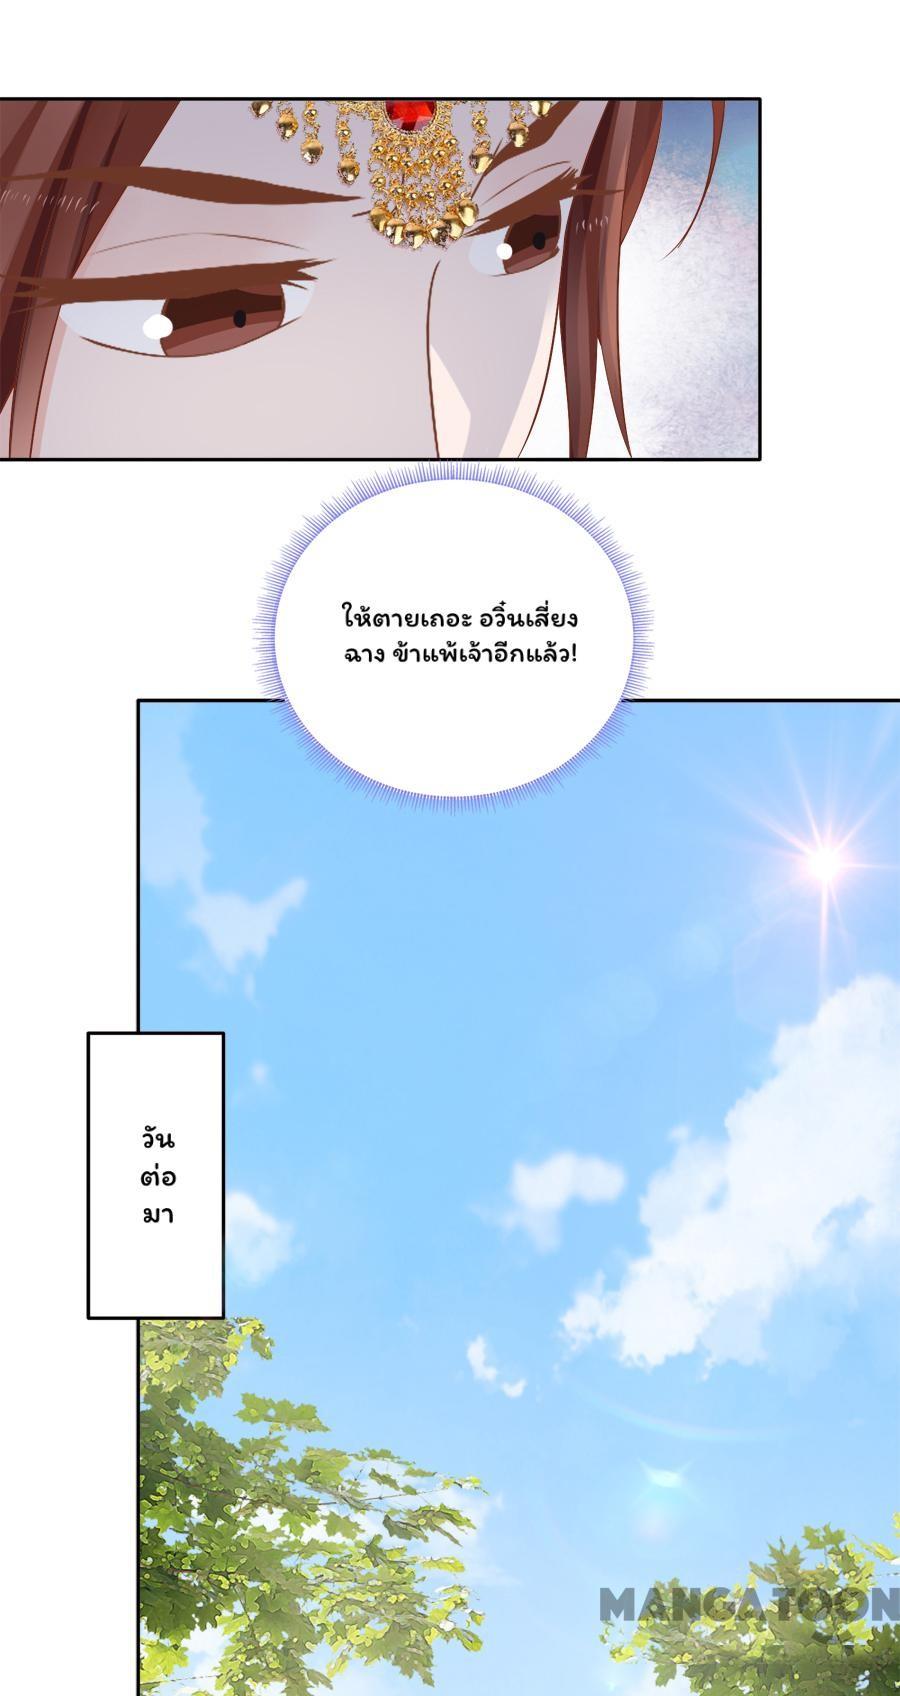 ให้ตายเถอะ อวิ๋นเสี่ยง
ฉาง ข้าแพ้เจ้าอีกแล้ว!
วัน
ต่อ
มา
MANGATOON